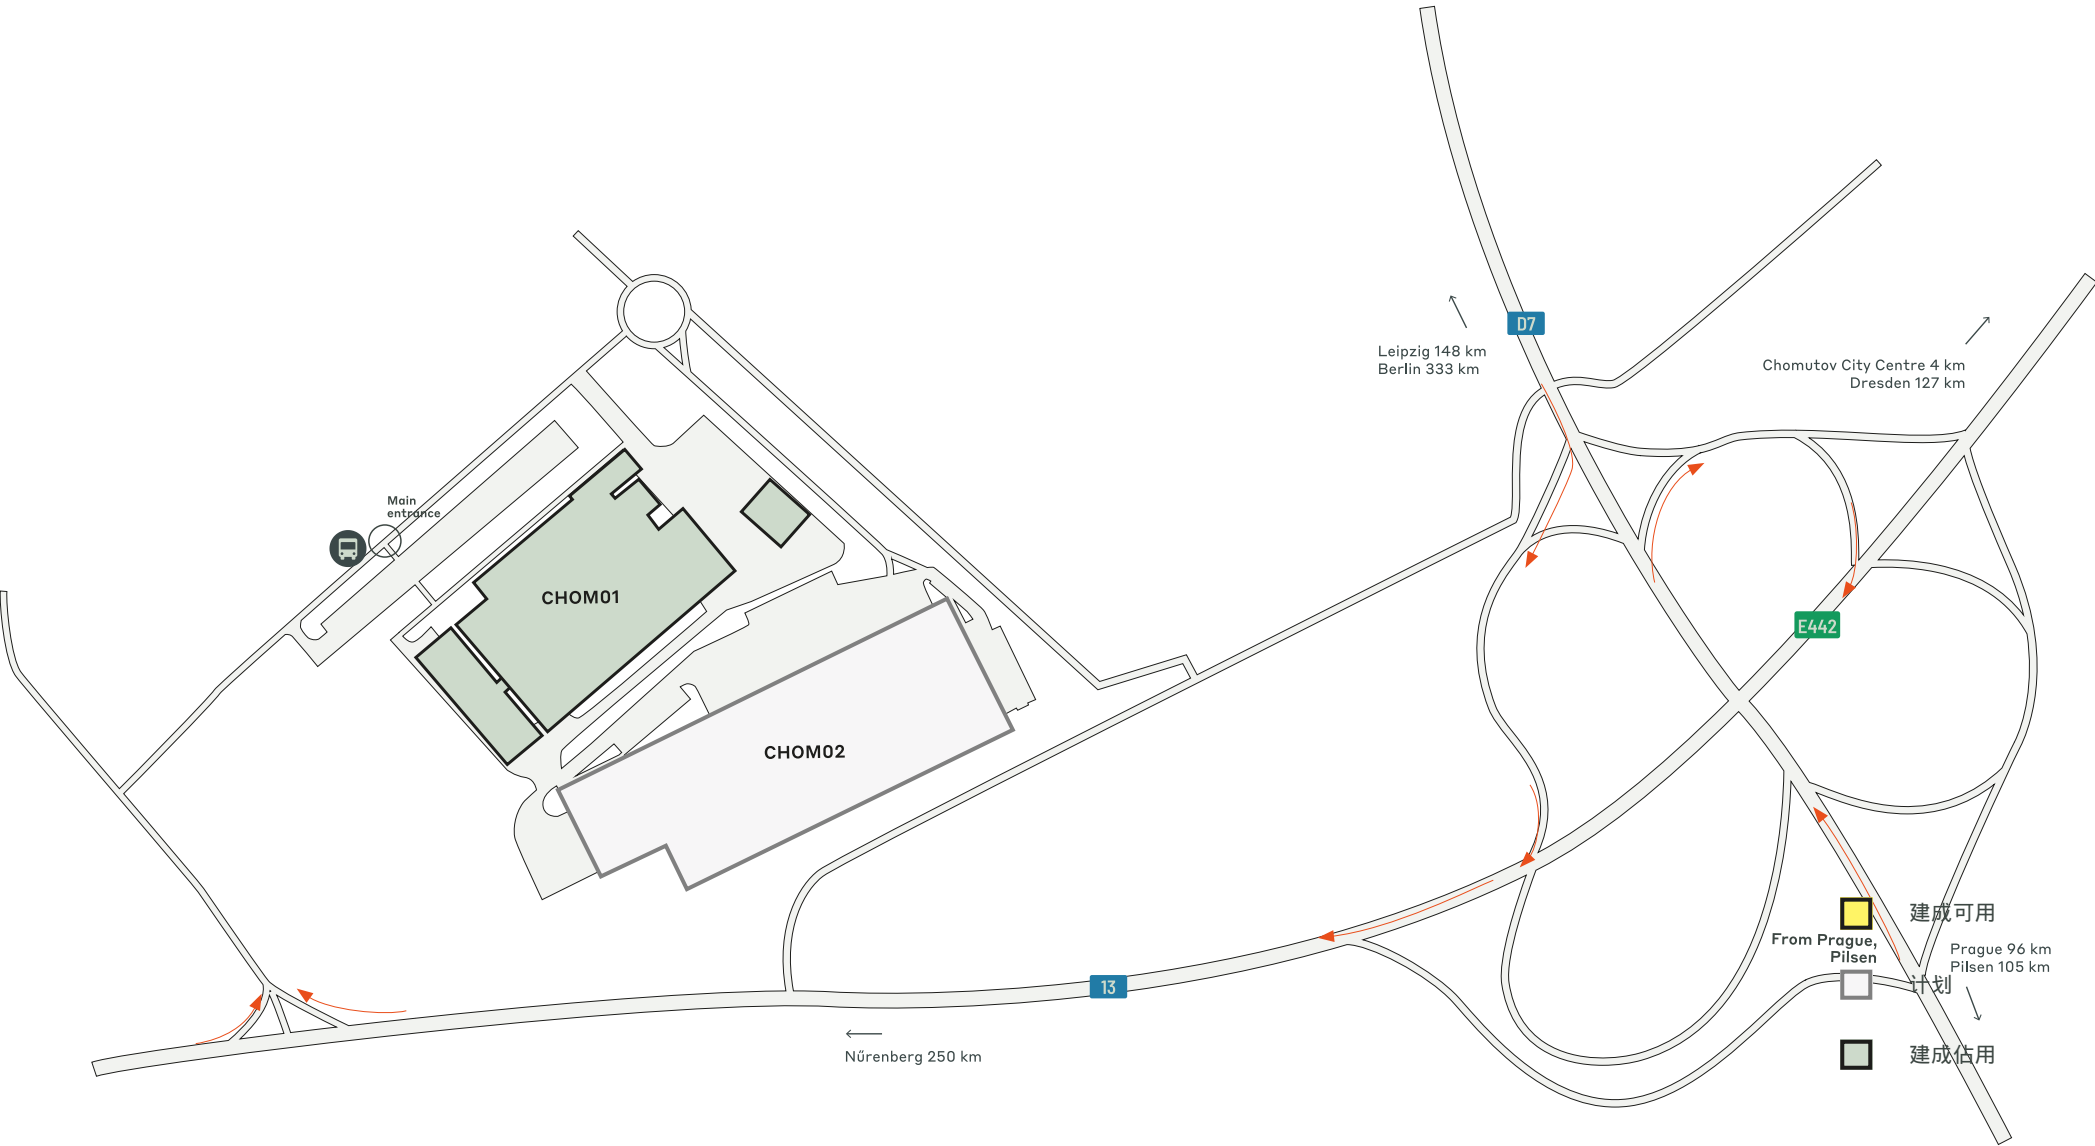 D7
Leipzig 148 km
Berlin 333 km
Chomutov City Centre 4 km
Dresden 127 km
Main
entrance
CHOM01
E442
CHOM02
建成可用
From Prague,
Pilsen
Prague 96 km
Pilsen 105 km
计划
13
Nűrenberg 250 km
建成佔用